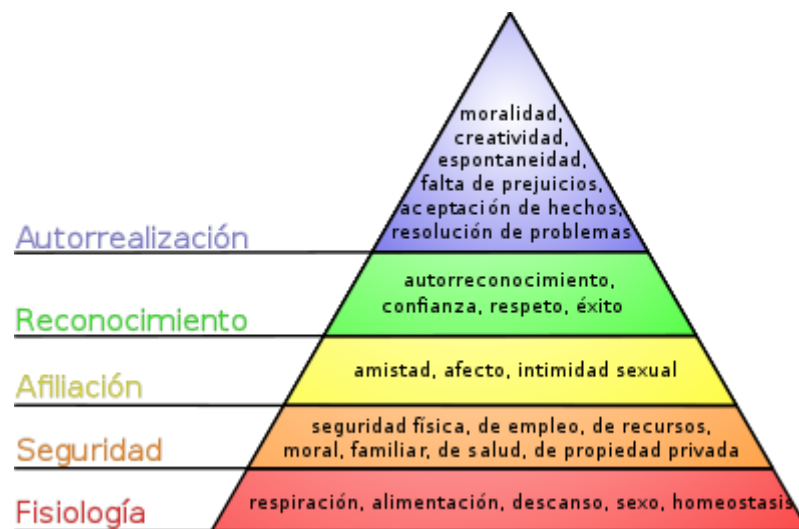 moralidad,
creatividad,
espontaneidad,
falta de prejuicios,
aceptación de hechos,
resolución de problemas
Autorrealización
autorreconocimiento,
confianza, respeto, éxito
Reconocimiento
amistad, afecto, intimidad sexual
Afiliación
seguridad física, de empleo, de recursos,
moral, familiar, de salud, de propiedad privada
Seguridad
respiración, alimentación, descanso, sexo, homeostasis
Fisiología